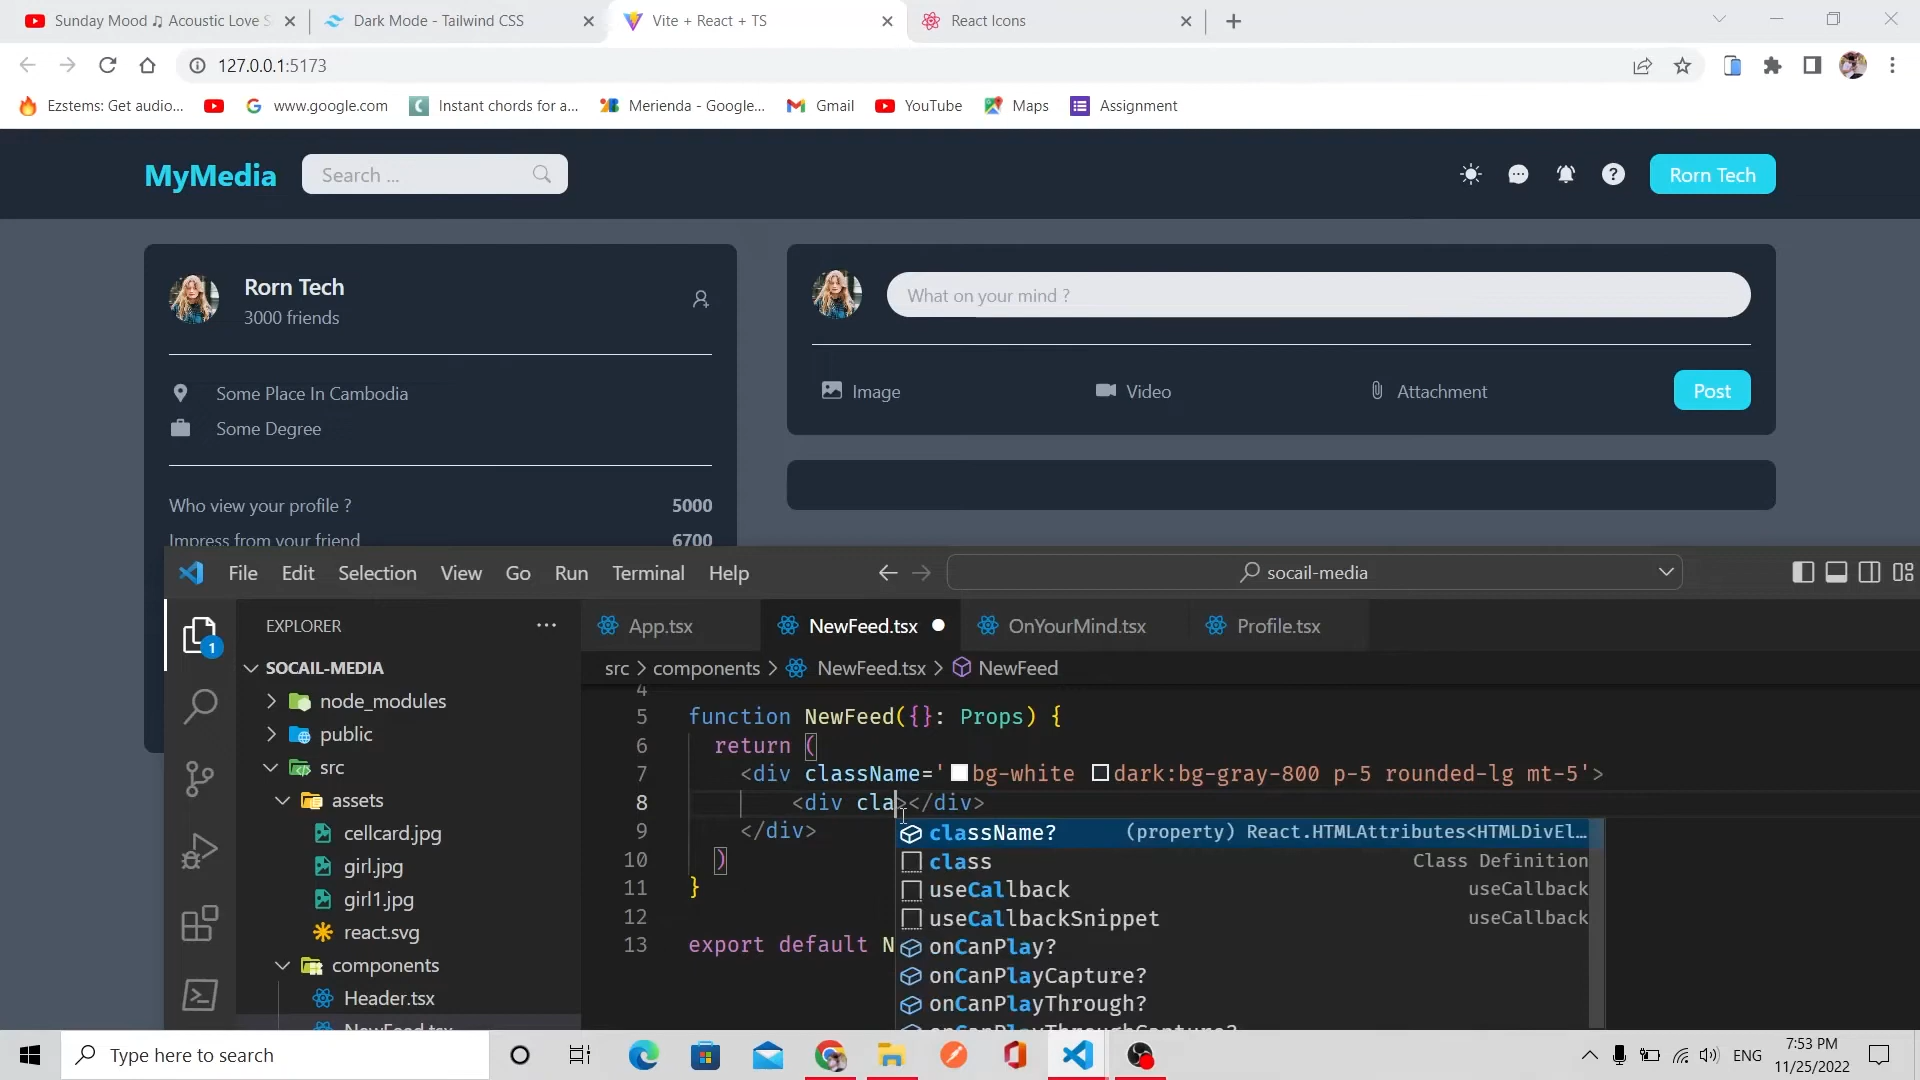 Sunday Mood ♫ Acoustic Love S
Dark Mode - Tailwind CSS
Vite + React + TS
React Icons
127.0.0.1:5173
Ezstems: Get audio...
www.google.com
Instant chords for a...
Merienda - Google...
Gmail
YouTube
Maps
Assignment
MyMedia
Search ...
Rorn Tech
Rorn Tech
3000 friends
Some Place In Cambodia
Some Degree
Who view your profile ?
5000
Impress from your friend
6700
What on your mind ?
Image
Video
Attachment
Post
File Edit Selection View Go Run Terminal Help
socail-media
1
EXPLORER
SOCAIL-MEDIA
node_modules
public
src
assets
cellcard.jpg
girl.jpg
girl1.jpg
react.svg
components
Header.tsx
NewFeed.tsx
App.tsx
NewFeed.tsx
OnYourMind.tsx
Profile.tsx
src > components > NewFeed.tsx > NewFeed
4
5 function NewFeed({}: Props) {
6 return (
7 <div className='bg-white dark:bg-gray-800 p-5 rounded-lg mt-5'>
8 <div cla></div>
9 </div>
10 )
11 }
12
13 export default N
className? (property) React.HTMLAttributes<HTMLDivEl...
class Class Definition
useCallback useCallback
useCallbackSnippet useCallback
onCanPlay?
onCanPlayCapture?
onCanPlayThrough?
onCanPlayThroughCapture?
Type here to search
ENG
7:53 PM
11/25/2022